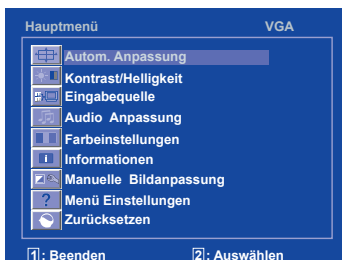 Hauptmenü VGA
Autom. Anpassung
Kontrast/Helligkeit
Eingabequelle
Audio Anpassung
Farbeinstellungen
Informationen
Manuelle Bildanpassung
Menü Einstellungen
Zurücksetzen
1: Beenden 2: Auswählen